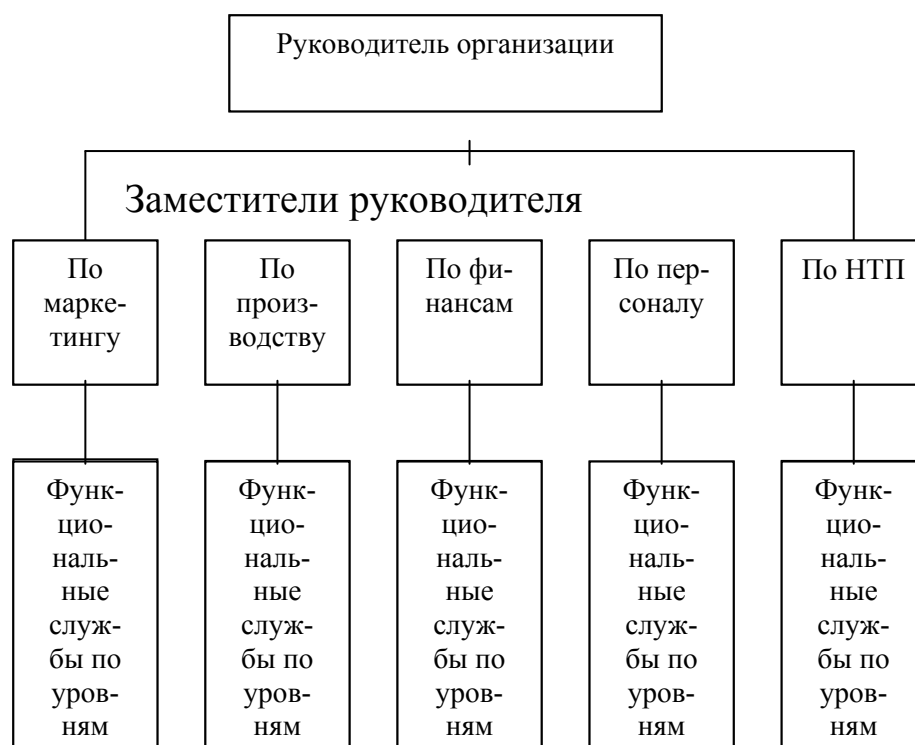 Руководитель организации
Заместители руководителя
По
марке-
тингу
По
произ-
водству
По фи-
нансам
По пер-
соналу
По НТП
Функ-
цио-
наль-
ные
служ-
бы по
уров-
ням
Функ-
цио-
наль-
ные
служ-
бы по
уров-
ням
Функ-
цио-
наль-
ные
служ-
бы по
уров-
ням
Функ-
цио-
наль-
ные
служ-
бы по
уров-
ням
Функ-
цио-
наль-
ные
служ-
бы по
уров-
ням